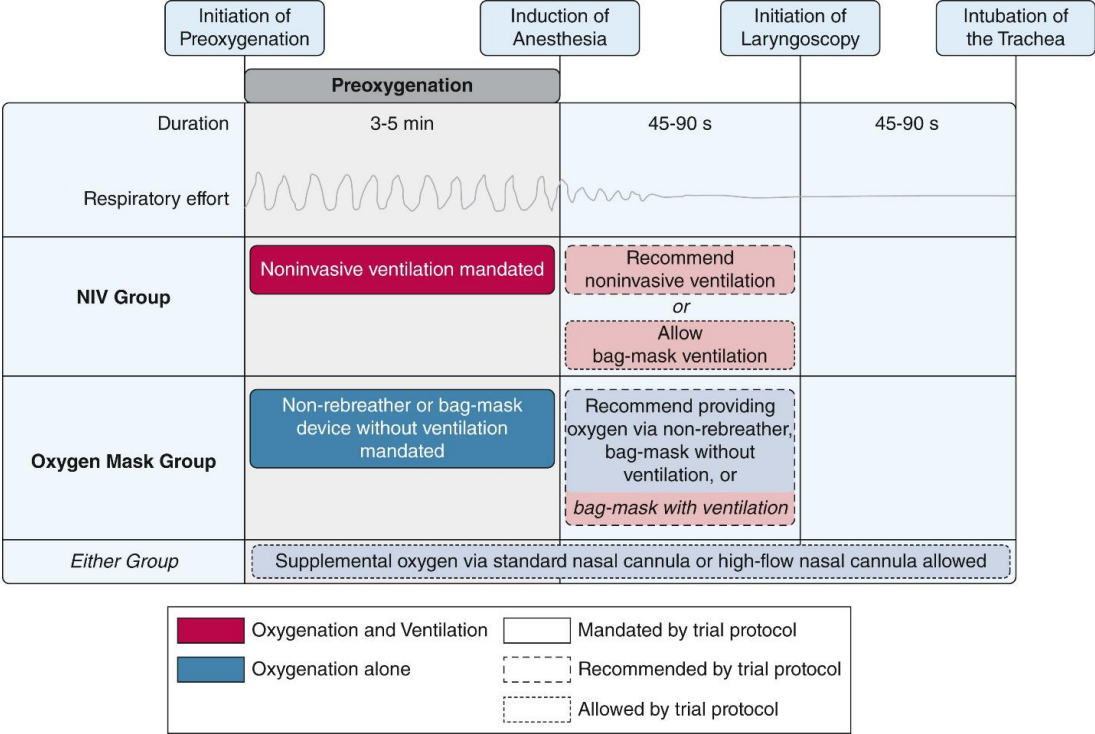 Initiation of
Preoxygenation
Induction of
Anesthesia
Initiation of
Laryngoscopy
Intubation of
the Trachea
Preoxygenation
Duration
3-5 min
45-90 s
45-90 s
Respiratory effort
NIV Group
Noninvasive ventilation mandated
Recommend
noninvasive ventilation
or
Allow
bag-mask ventilation
Oxygen Mask Group
Non-rebreather or bag-mask
device without ventilation
mandated
Recommend providing
oxygen via non-rebreather,
bag-mask without
ventilation, or
bag-mask with ventilation
Either Group
Supplemental oxygen via standard nasal cannula or high-flow nasal cannula allowed
Oxygenation and Ventilation
Oxygenation alone
Mandated by trial protocol
Recommended by trial protocol
Allowed by trial protocol